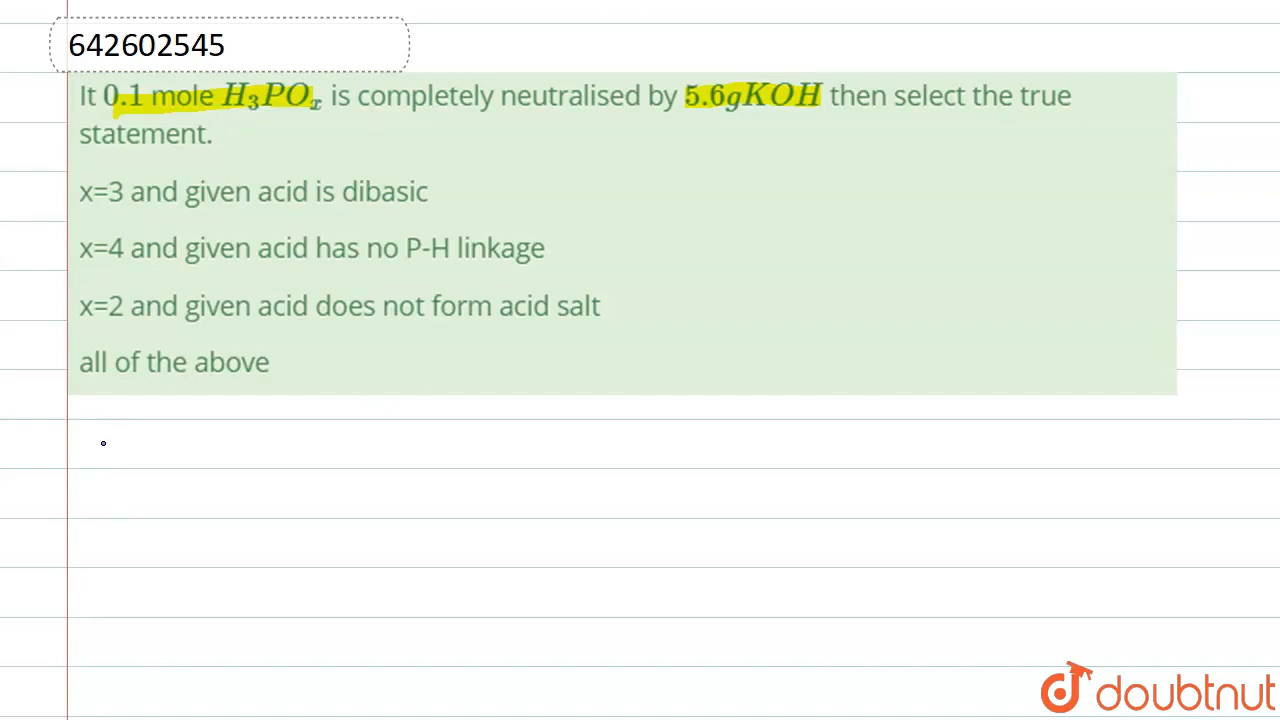 642602545
It 0.1 mole H₃POₓ is completely neutralised by 5.6gKOH then select the true
statement.
x=3 and given acid is dibasic
x=4 and given acid has no P-H linkage
x=2 and given acid does not form acid salt
all of the above
doubtnut